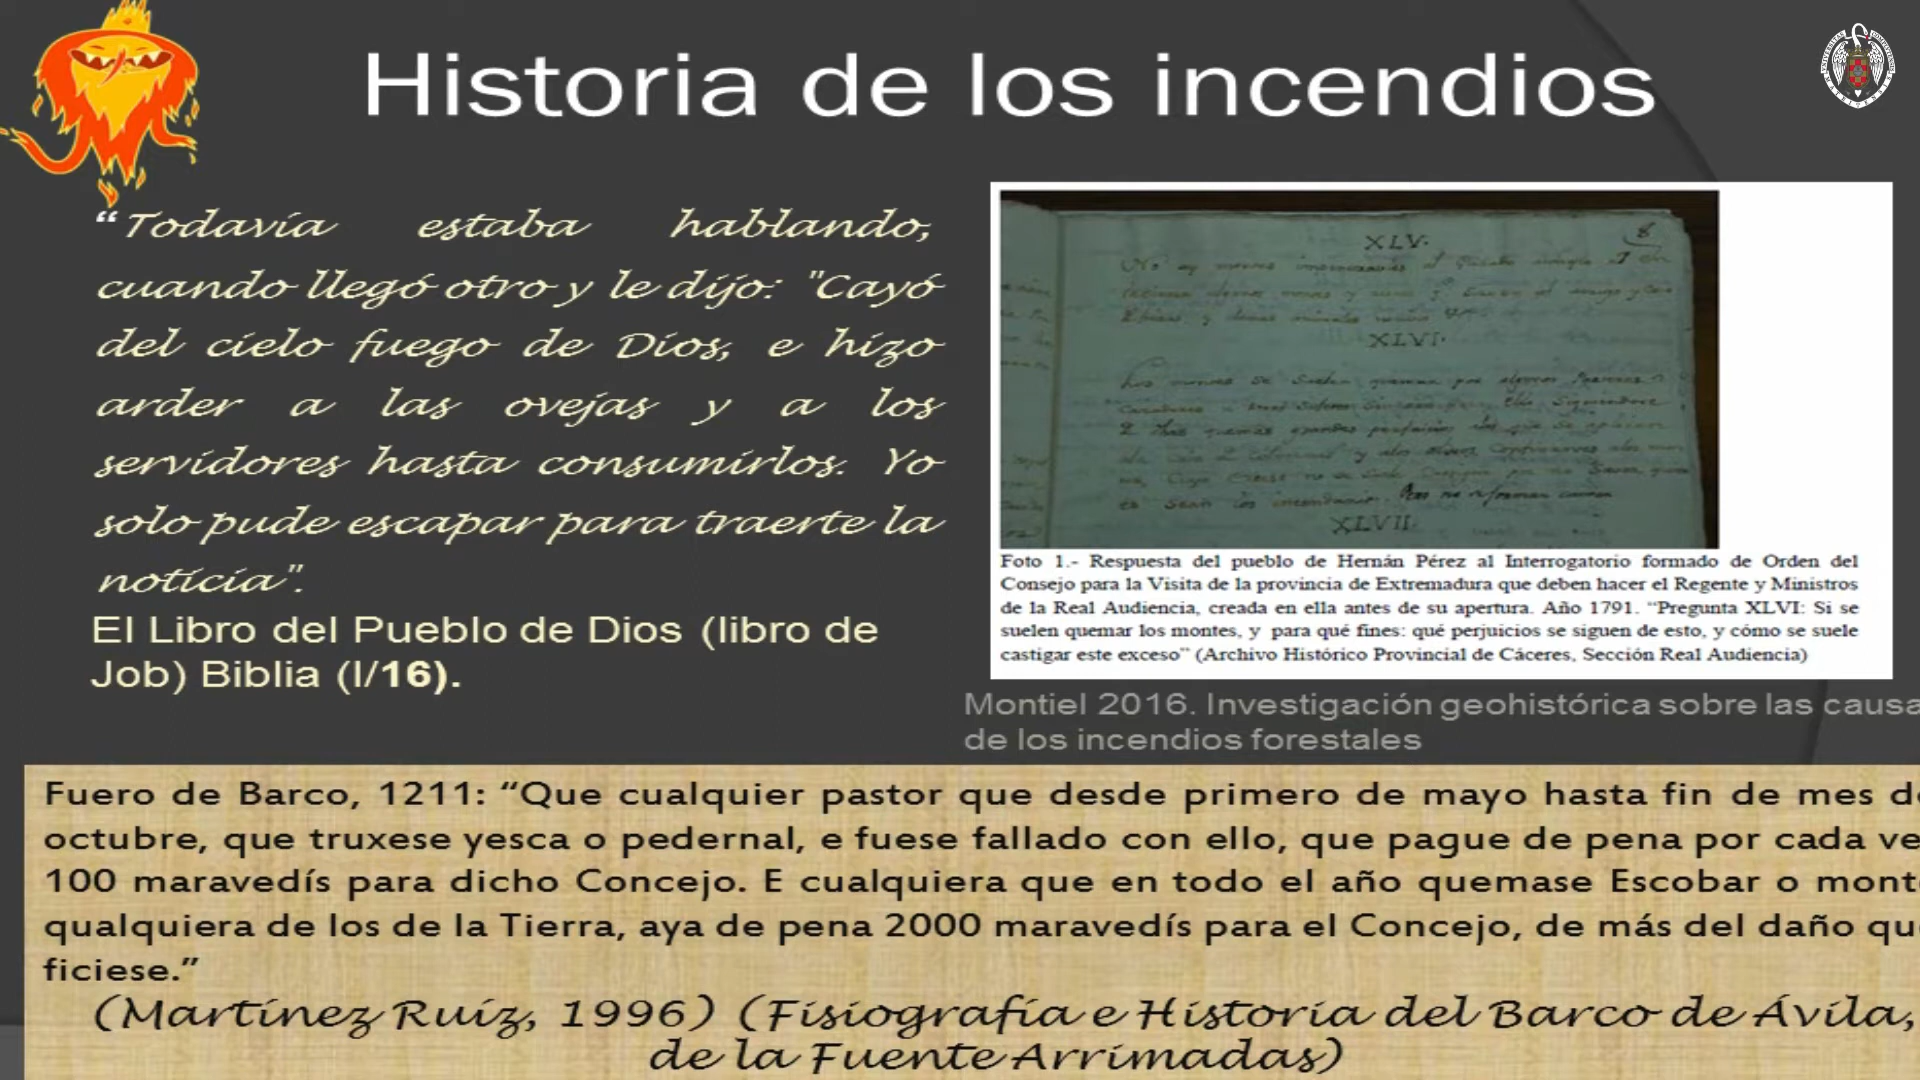 Historia de los incendios
“Todavía estaba hablando,
cuando llegó otro y le dijo: "Cayó
del cielo fuego de Dios, e hizo
arder a las ovejas y a los
servidores hasta consumirlos. Yo
solo pude escapar para traerte la
noticia".
El Libro del Pueblo de Dios (libro de
Job) Biblia (I/16).
8
XLV.
XLVI.
XLVII.
Foto 1.- Respuesta del pueblo de Hernán Pérez al Interrogatorio formado de Orden del
Consejo para la Visita de la provincia de Extremadura que deben hacer el Regente y Ministros
de la Real Audiencia, creada en ella antes de su apertura. Año 1791. “Pregunta XLVI: Si se
suelen quemar los montes, y para qué fines: qué perjuicios se siguen de esto, y cómo se suele
castigar este exceso” (Archivo Histórico Provincial de Cáceres, Sección Real Audiencia)
Montiel 2016. Investigación geohistórica sobre las causa
de los incendios forestales
Fuero de Barco, 1211: “Que cualquier pastor que desde primero de mayo hasta fin de mes de
octubre, que truxese yesca o pedernal, e fuese fallado con ello, que pague de pena por cada ve
100 maravedís para dicho Concejo. E cualquiera que en todo el año quemase Escobar o mont
qualquiera de los de la Tierra, aya de pena 2000 maravedís para el Concejo, de más del daño qu
ficiese.”
(Martínez Ruíz, 1996) (Fisiografía e Historia del Barco de Ávila,
de la Fuente Arrimadas)